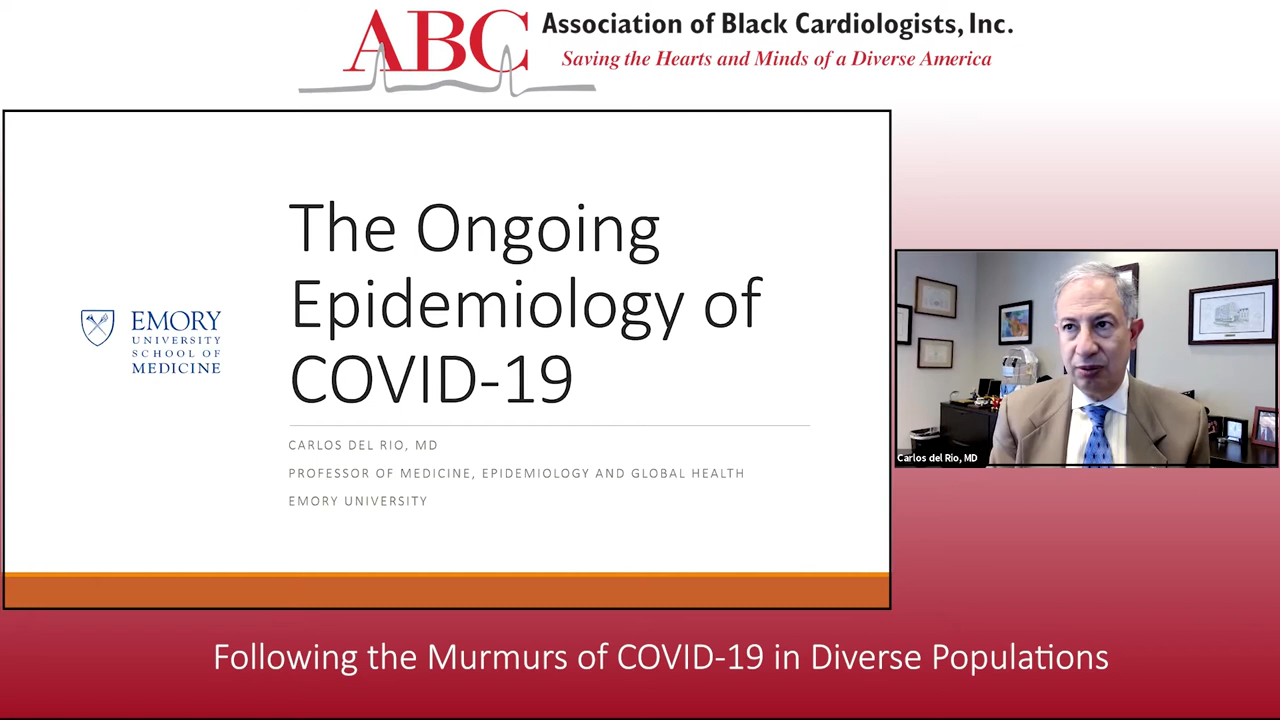 ABC
Association of Black Cardiologists, Inc.
Saving the Hearts and Minds of a Diverse America
EMORY
UNIVERSITY
SCHOOL OF
MEDICINE
The Ongoing
Epidemiology of
COVID-19
CARLOS DEL RIO, MD
PROFESSOR OF MEDICINE, EPIDEMIOLOGY AND GLOBAL HEALTH
EMORY UNIVERSITY
Carlos del Rio, MD
Following the Murmurs of COVID-19 in Diverse Populations